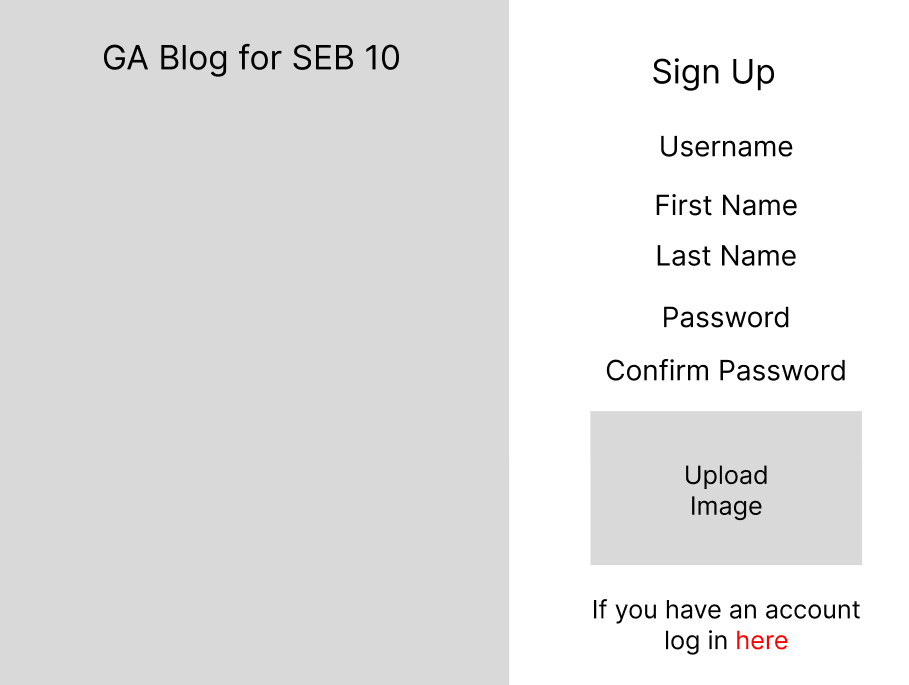 GA Blog for SEB 10
Sign Up
Username
First Name
Last Name
Password
Confirm Password
Upload
Image
If you have an account
log in here